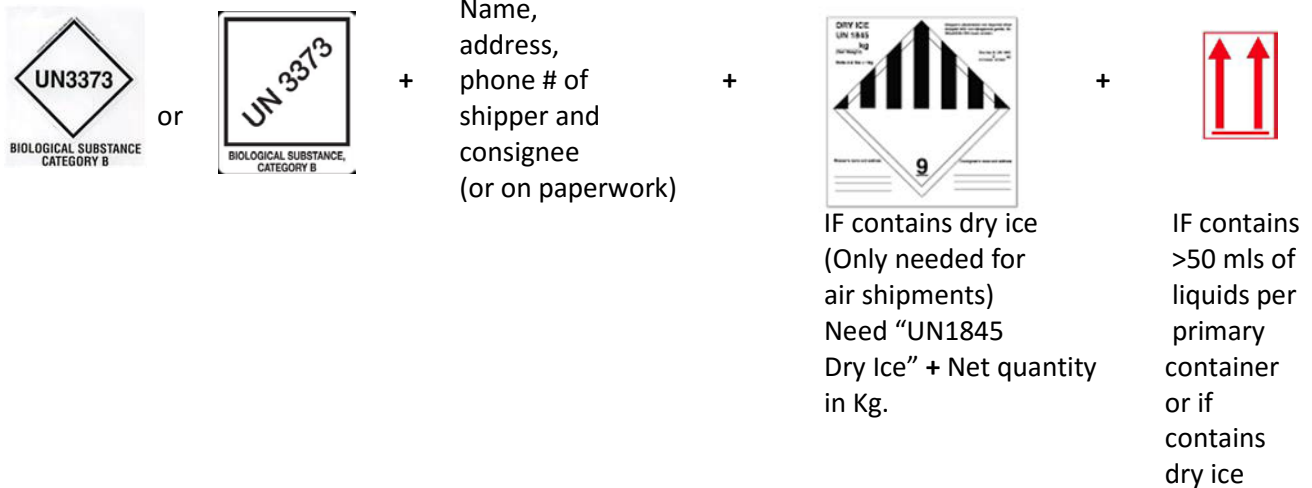 UN3373
BIOLOGICAL SUBSTANCE
CATEGORY B
or
UN 3373
BIOLOGICAL SUBSTANCE,
CATEGORY B
+
Name,
address,
phone # of
shipper and
consignee
(or on paperwork)
+
DRY ICE
UN 1845
kg
9
IF contains dry ice
(Only needed for
air shipments)
Need “UN1845
Dry Ice” + Net quantity
in Kg.
+
IF contains
>50 mls of
liquids per
primary
container
or if
contains
dry ice